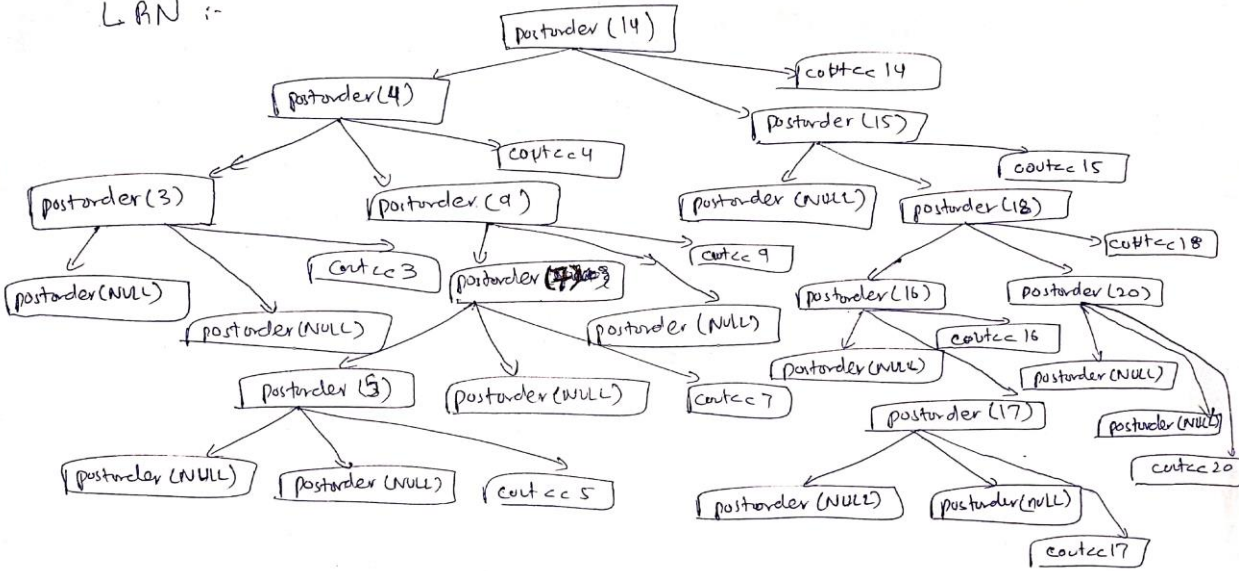 LRN :-
postorder (14)
cout<< 14
postorder (4)
postorder (15)
cout<< 4
cout<< 15
postorder (3)
postorder (9)
postorder (NULL)
postorder (18)
cout<< 3
cout<< 9
cout<< 18
postorder (NULL)
postorder (7)
postorder (16)
postorder (20)
postorder (NULL)
postorder (NULL)
cout<< 16
postorder (NULL)
postorder (NULL)
postorder (5)
postorder (NULL)
cout<< 7
postorder (17)
postorder (NULL)
postorder (NULL)
postorder (NULL)
cout<< 5
cout<< 20
postorder (NULL)
postorder (nULL)
cout<< 17